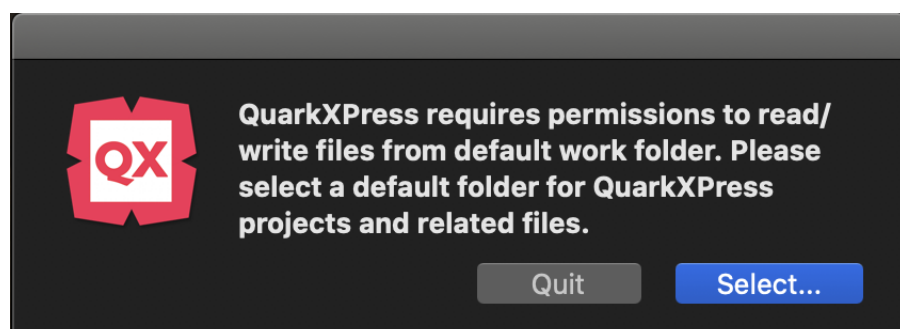 QX
QuarkXPress requires permissions to read/
write files from default work folder. Please
select a default folder for QuarkXPress
projects and related files.
Quit
Select...